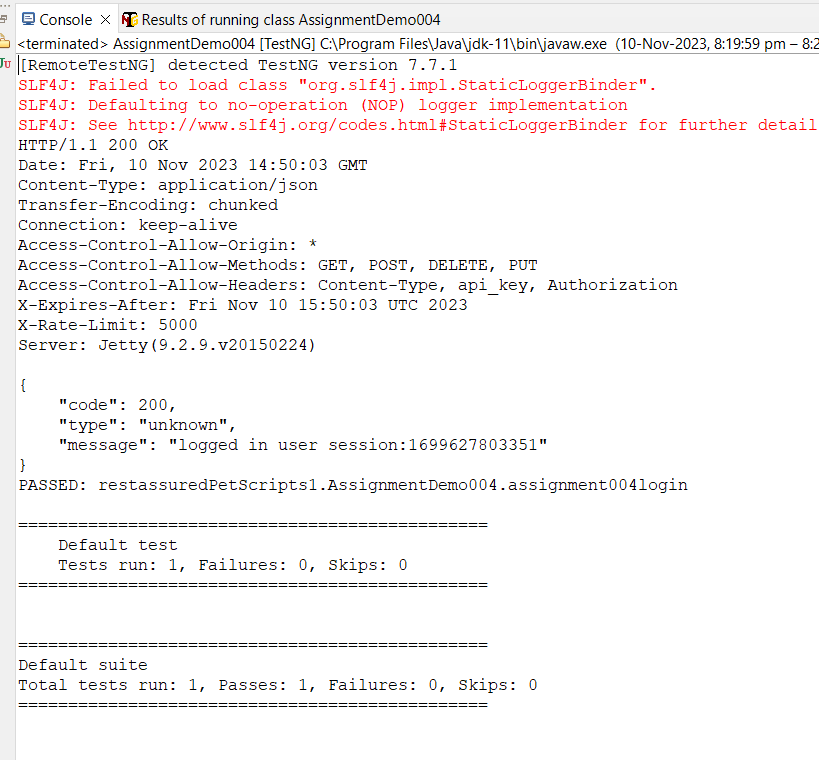 Console Results of running class AssignmentDemo004
<terminated> AssignmentDemo004 [TestNG] C:\Program Files\Java\jdk-11\bin\javaw.exe (10-Nov-2023, 8:19:59 pm – 8:2
[RemoteTestNG] detected TestNG version 7.7.1
SLF4J: Failed to load class "org.slf4j.impl.StaticLoggerBinder".
SLF4J: Defaulting to no-operation (NOP) logger implementation
SLF4J: See http://www.slf4j.org/codes.html#StaticLoggerBinder for further detail
HTTP/1.1 200 OK
Date: Fri, 10 Nov 2023 14:50:03 GMT
Content-Type: application/json
Transfer-Encoding: chunked
Connection: keep-alive
Access-Control-Allow-Origin: *
Access-Control-Allow-Methods: GET, POST, DELETE, PUT
Access-Control-Allow-Headers: Content-Type, api_key, Authorization
X-Expires-After: Fri Nov 10 15:50:03 UTC 2023
X-Rate-Limit: 5000
Server: Jetty(9.2.9.v20150224)

{
    "code": 200,
    "type": "unknown",
    "message": "logged in user session:1699627803351"
}
PASSED: restassuredPetScripts1.AssignmentDemo004.assignment004login

===============================================
    Default test
    Tests run: 1, Failures: 0, Skips: 0
===============================================


===============================================
Default suite
Total tests run: 1, Passes: 1, Failures: 0, Skips: 0
===============================================